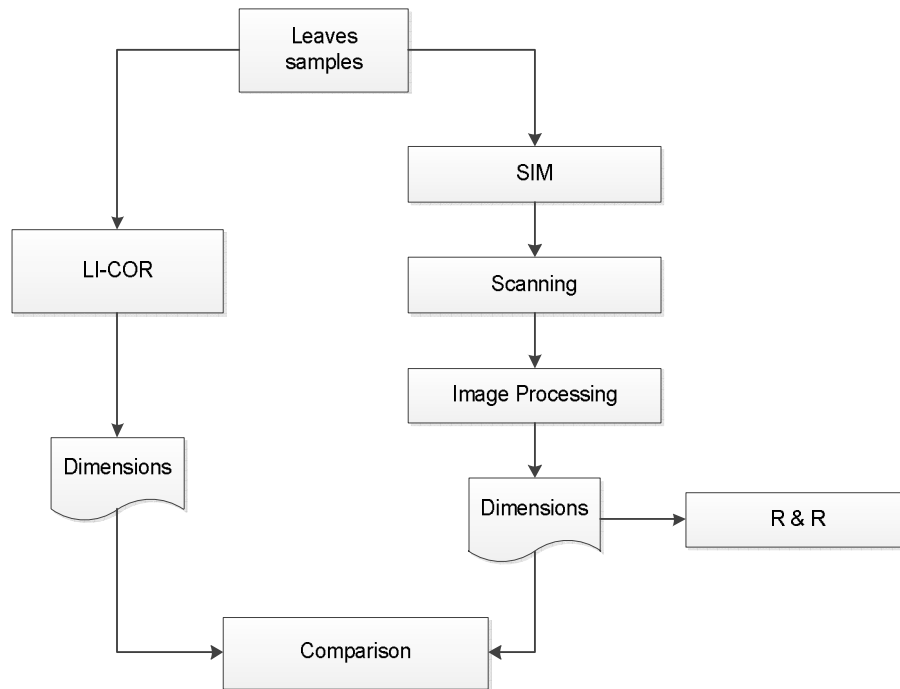 Leaves
samples
SIM
LI-COR
Scanning
Image Processing
Dimensions
Dimensions
R & R
Comparison